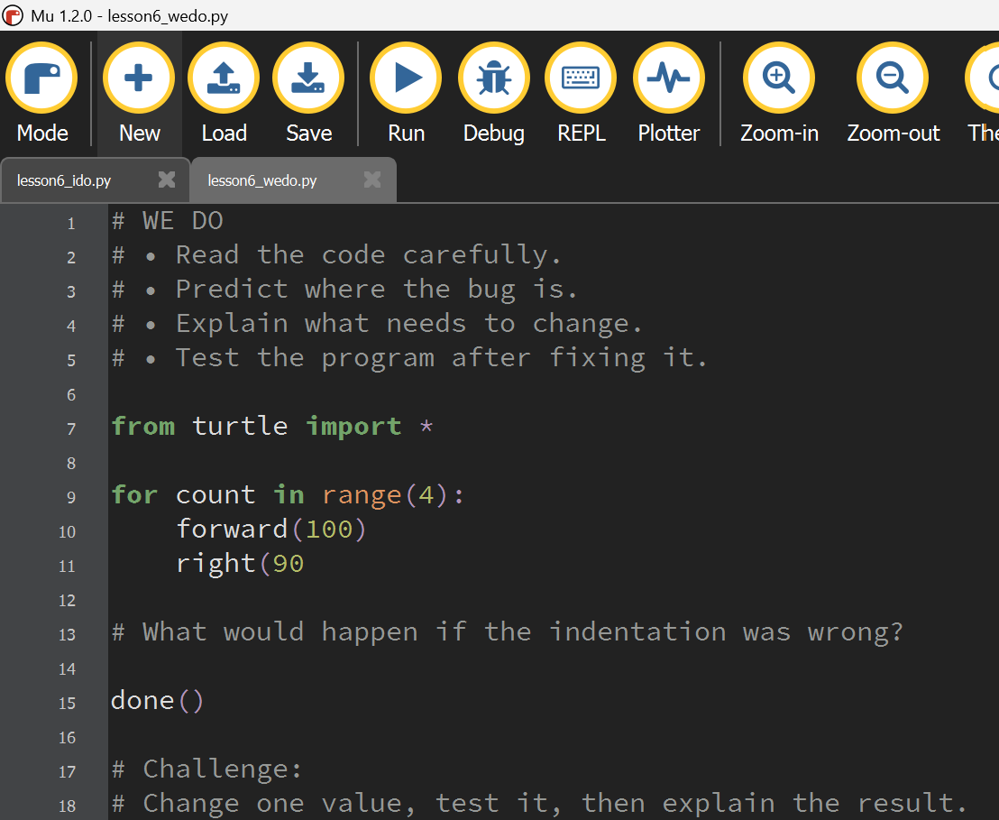 Mu 1.2.0 - lesson6_wedo.py
Mode New Load Save Run Debug REPL Plotter Zoom-in Zoom-out The
lesson6_ido.py lesson6_wedo.py
1 # WE DO
2 # • Read the code carefully.
3 # • Predict where the bug is.
4 # • Explain what needs to change.
5 # • Test the program after fixing it.
6
7 from turtle import *
8
9 for count in range(4):
10     forward(100)
11     right(90
12
13 # What would happen if the indentation was wrong?
14
15 done()
16
17 # Challenge:
18 # Change one value, test it, then explain the result.